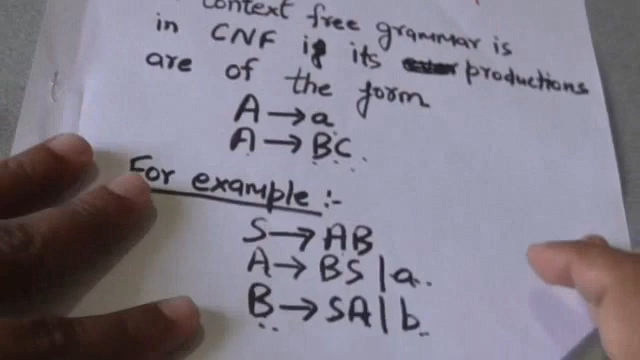 context free grammar is
in CNF if its productions
are of the form
A → a
A → BC.
For example :-
S → AB
A → BS | a.
B → SA | b